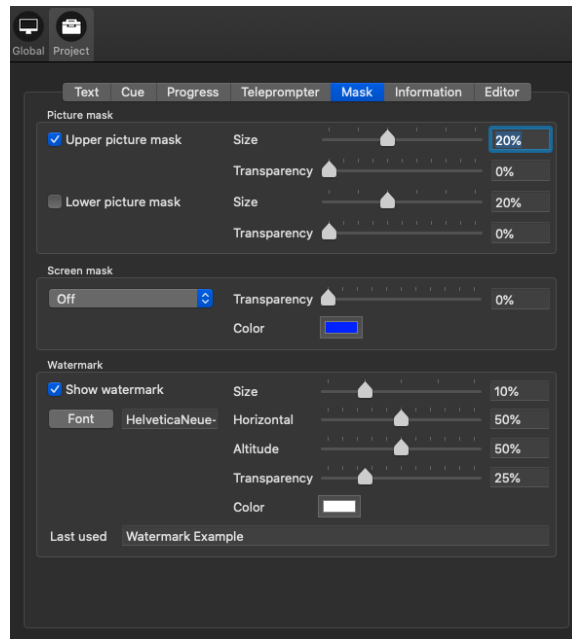 Global Project
Text Cue Progress Teleprompter Mask Information Editor
Picture mask
Upper picture mask Size 20%
Transparency 0%
Lower picture mask Size 20%
Transparency 0%
Screen mask
Off Transparency 0%
Color
Watermark
Show watermark Size 10%
Font HelveticaNeue- Horizontal 50%
Altitude 50%
Transparency 25%
Color
Last used Watermark Example